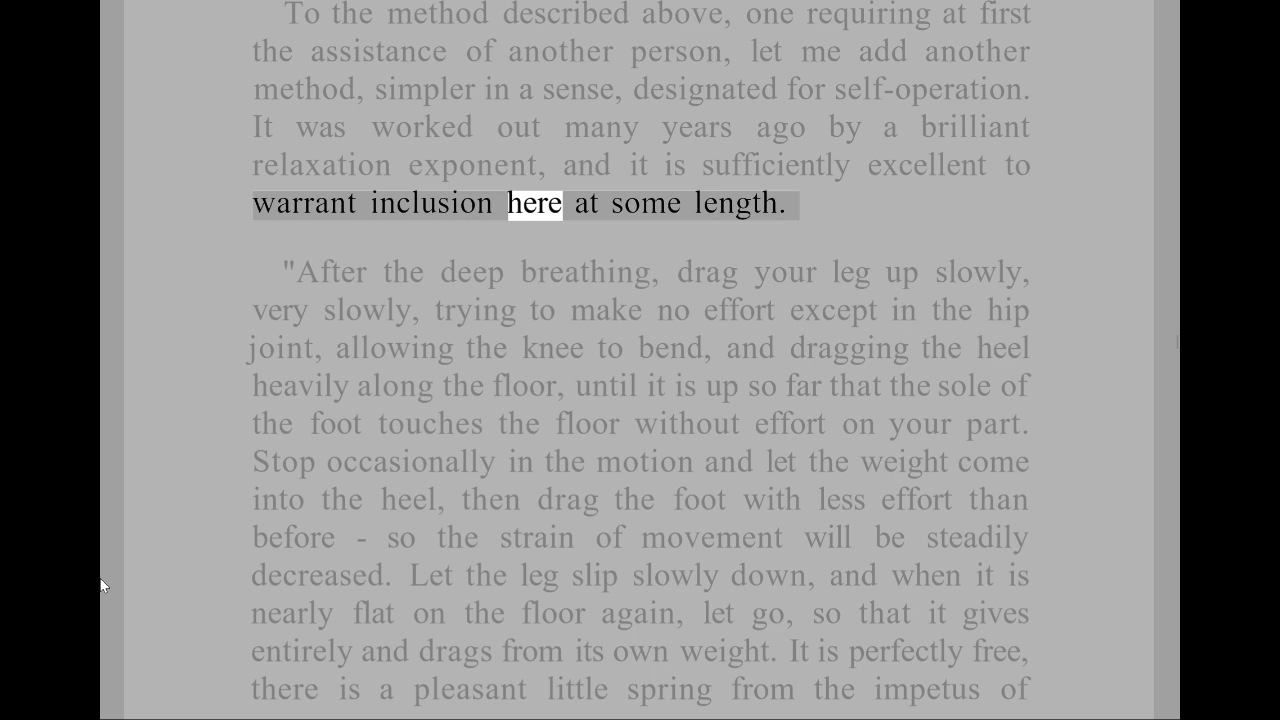 To the method described above, one requiring at first
the assistance of another person, let me add another
method, simpler in a sense, designated for self-operation.
It was worked out many years ago by a brilliant
relaxation exponent, and it is sufficiently excellent to
warrant inclusion here at some length.
"After the deep breathing, drag your leg up slowly,
very slowly, trying to make no effort except in the hip
joint, allowing the knee to bend, and dragging the heel
heavily along the floor, until it is up so far that the sole of
the foot touches the floor without effort on your part.
Stop occasionally in the motion and let the weight come
into the heel, then drag the foot with less effort than
before - so the strain of movement will be steadily
decreased. Let the leg slip slowly down, and when it is
nearly flat on the floor again, let go, so that it gives
entirely and drags from its own weight. It is perfectly free,
there is a pleasant little spring from the impetus of